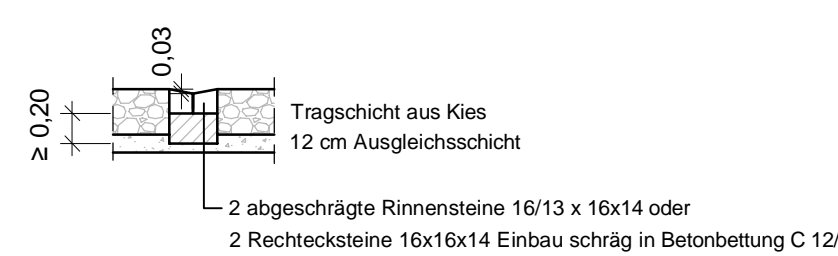 0,03
≥ 0,20
Tragschicht aus Kies
12 cm Ausgleichsschicht
2 abgeschrägte Rinnensteine 16/13 x 16x14 oder
2 Rechtecksteine 16x16x14 Einbau schräg in Betonbettung C 12/